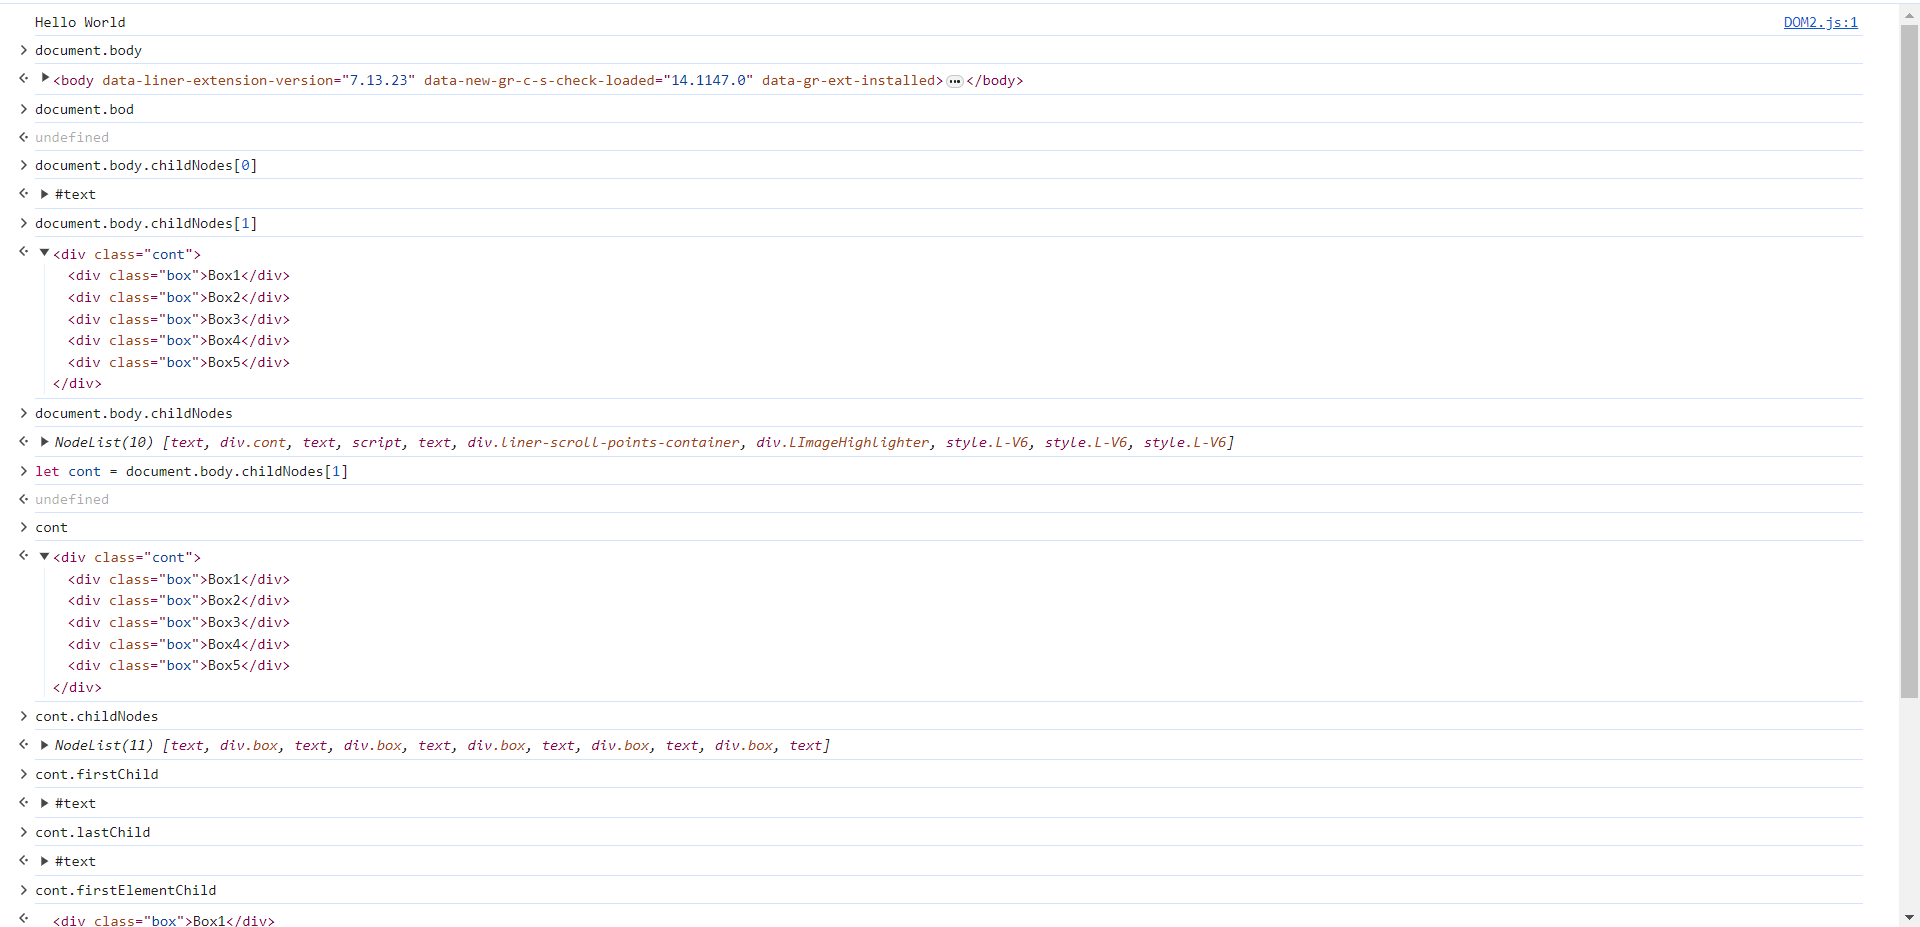 Hello World DOM2.js:1
> document.body
<body data-liner-extension-version="7.13.23" data-new-gr-c-s-check-loaded="14.1147.0" data-gr-ext-installed>…</body>
> document.bod
undefined
> document.body.childNodes[0]
#text
> document.body.childNodes[1]
<div class="cont">
<div class="box">Box1</div>
<div class="box">Box2</div>
<div class="box">Box3</div>
<div class="box">Box4</div>
<div class="box">Box5</div>
</div>
> document.body.childNodes
NodeList(10) [text, div.cont, text, script, text, div.liner-scroll-points-container, div.LImageHighlighter, style.L-V6, style.L-V6, style.L-V6]
> let cont = document.body.childNodes[1]
undefined
> cont
<div class="cont">
<div class="box">Box1</div>
<div class="box">Box2</div>
<div class="box">Box3</div>
<div class="box">Box4</div>
<div class="box">Box5</div>
</div>
> cont.childNodes
NodeList(11) [text, div.box, text, div.box, text, div.box, text, div.box, text, div.box, text]
> cont.firstChild
#text
> cont.lastChild
#text
> cont.firstElementChild
<div class="box">Box1</div>